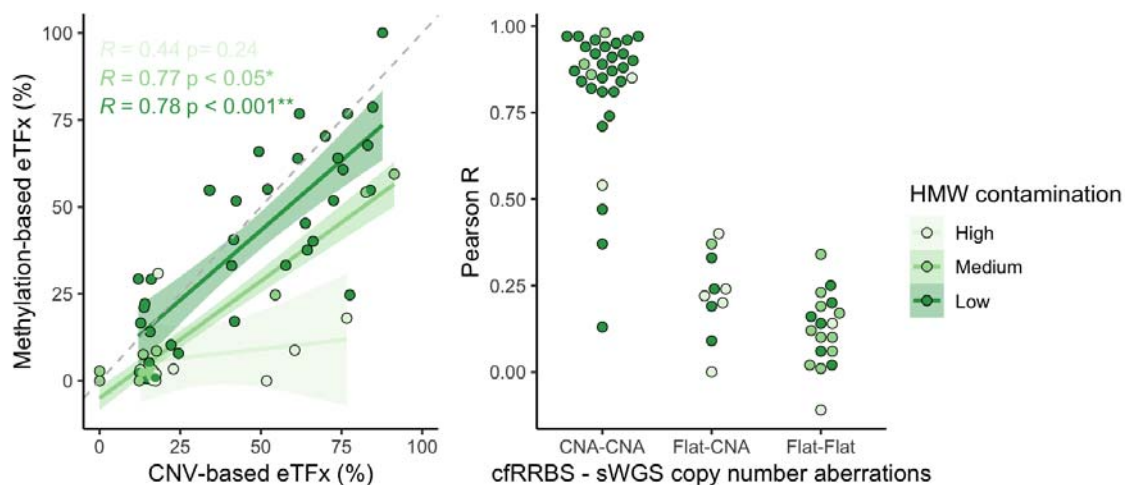 R = 0.44 p= 0.24
R = 0.77 p < 0.05*
R = 0.78 p < 0.001**
Methylation-based eTFx (%)
100
75
50
25
0
0 25 50 75 100
CNV-based eTFx (%)
Pearson R
1.00
0.75
0.50
0.25
0.00
CNA-CNA Flat-CNA Flat-Flat
cfRRBS - sWGS copy number aberrations
HMW contamination
High
Medium
Low